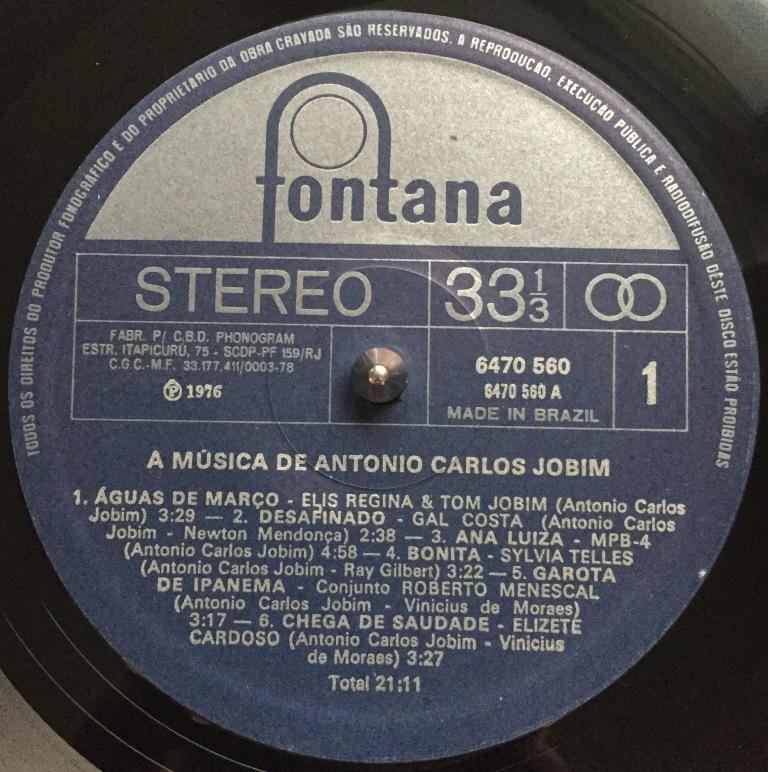 TODOS OS DIREITOS DO PRODUTOR FONOGRÁFICO E DO PROPRIETÁRIO DA OBRA GRAVADA SÃO RESERVADOS. A REPRODUÇÃO, EXECUÇÃO PÚBLICA E RADIODIFUSÃO DÊSTE DISCO ESTÃO PROIBIDAS
fontana
STEREO 33 1/3
FABR. P/ C.B.D. PHONOGRAM
ESTR. ITAPICURÚ, 75 - SCDP-PF 159/RJ
C.G.C.-M.F. 33.177.411/0003-78
Ⓟ 1976
6470 560
6470 560 A
MADE IN BRAZIL
1
A MÚSICA DE ANTONIO CARLOS JOBIM
1. ÁGUAS DE MARÇO - ELIS REGINA & TOM JOBIM (Antonio Carlos
Jobim) 3:29 — 2. DESAFINADO - GAL COSTA (Antonio Carlos
Jobim - Newton Mendonça) 2:38 — 3. ANA LUIZA - MPB-4
(Antonio Carlos Jobim) 4:58 — 4. BONITA - SYLVIA TELLES
(Antonio Carlos Jobim - Ray Gilbert) 3:22 — 5. GAROTA
DE IPANEMA - Conjunto ROBERTO MENESCAL
(Antonio Carlos Jobim - Vinicius de Moraes)
3:17 — 6. CHEGA DE SAUDADE - ELIZETE
CARDOSO (Antonio Carlos Jobim - Vinicius
de Moraes) 3:27
Total 21:11